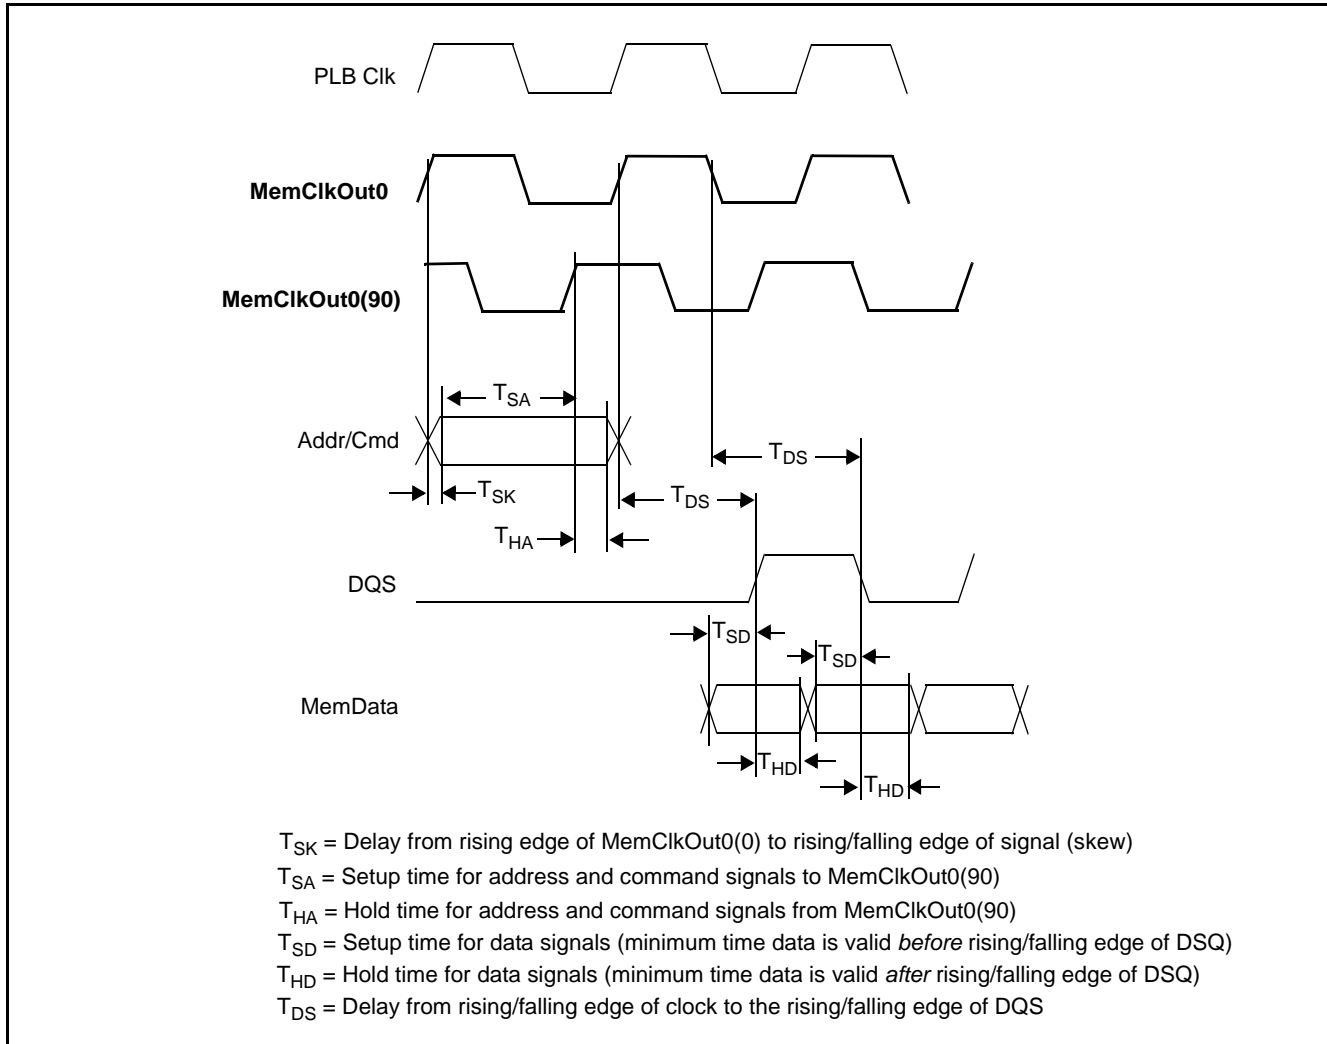 PLB Clk
MemClkOut0
MemClkOut0(90)
TSA
Addr/Cmd
TDS
TSK
TDS
THA
DQS
TSD
TSD
MemData
THD
THD
TSK = Delay from rising edge of MemClkOut0(0) to rising/falling edge of signal (skew)
TSA = Setup time for address and command signals to MemClkOut0(90)
THA = Hold time for address and command signals from MemClkOut0(90)
TSD = Setup time for data signals (minimum time data is valid before rising/falling edge of DSQ)
THD = Hold time for data signals (minimum time data is valid after rising/falling edge of DSQ)
TDS = Delay from rising/falling edge of clock to the rising/falling edge of DQS